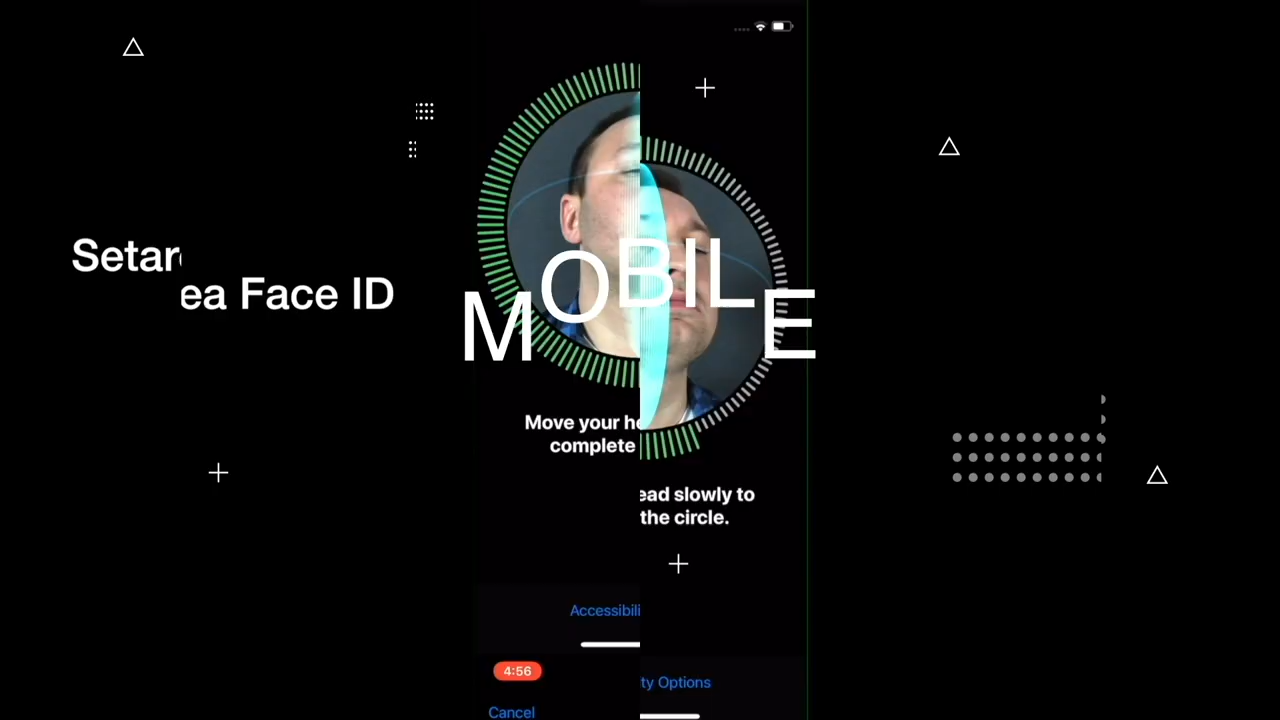 Setar
ea Face ID
MOBILE
Move your he
complete
ead slowly to
the circle.
Accessibili
4:56
ty Options
Cancel